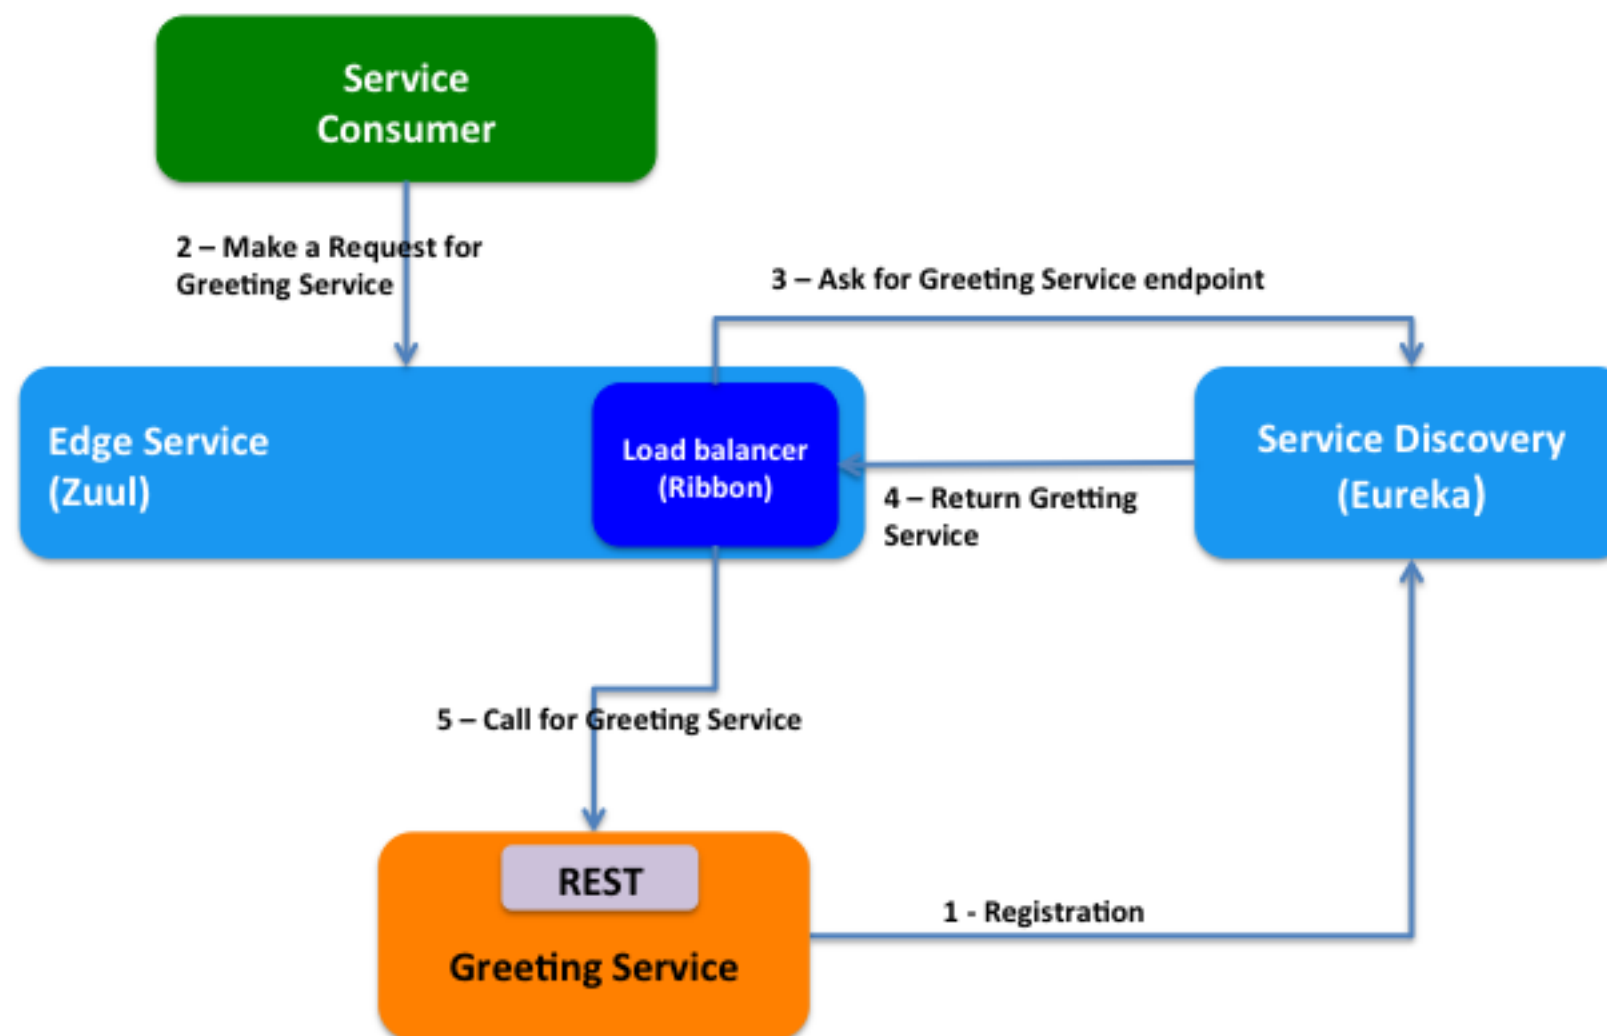 Service
Consumer
2 – Make a Request for
Greeting Service
3 – Ask for Greeting Service endpoint
Edge Service
(Zuul)
Load balancer
(Ribbon)
Service Discovery
(Eureka)
4 – Return Gretting
Service
5 – Call for Greeting Service
REST
Greeting Service
1 - Registration